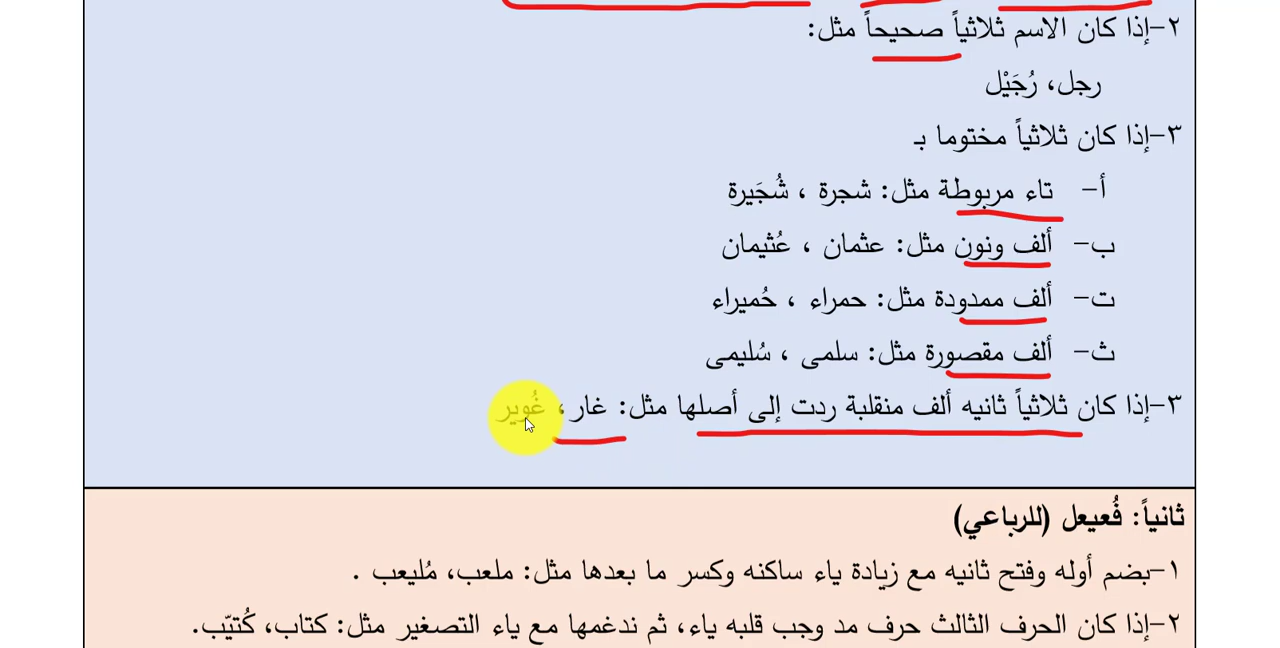 ٢-إذا كان الاسم ثلاثياً صحيحاً مثل:
رجل، رُجَيْل
٣-إذا كان ثلاثياً مختوما بـ
أ- تاء مربوطة مثل: شجرة ، شُجَيرة
ب- ألف ونون مثل: عثمان ، عُثيمان
ت- ألف ممدودة مثل: حمراء ، حُميراء
ث- ألف مقصورة مثل: سلمى ، سُليمى
٣-إذا كان ثلاثياً ثانيه ألف منقلبة ردت إلى أصلها مثل: غار، غُوير
ثانياً: فُعيعل (للرباعي)
١-بضم أوله وفتح ثانيه مع زيادة ياء ساكنه وكسر ما بعدها مثل: ملعب، مُليعب .
٢-إذا كان الحرف الثالث حرف مد وجب قلبه ياء، ثم ندغمها مع ياء التصغير مثل: كتاب، كُتيّب.